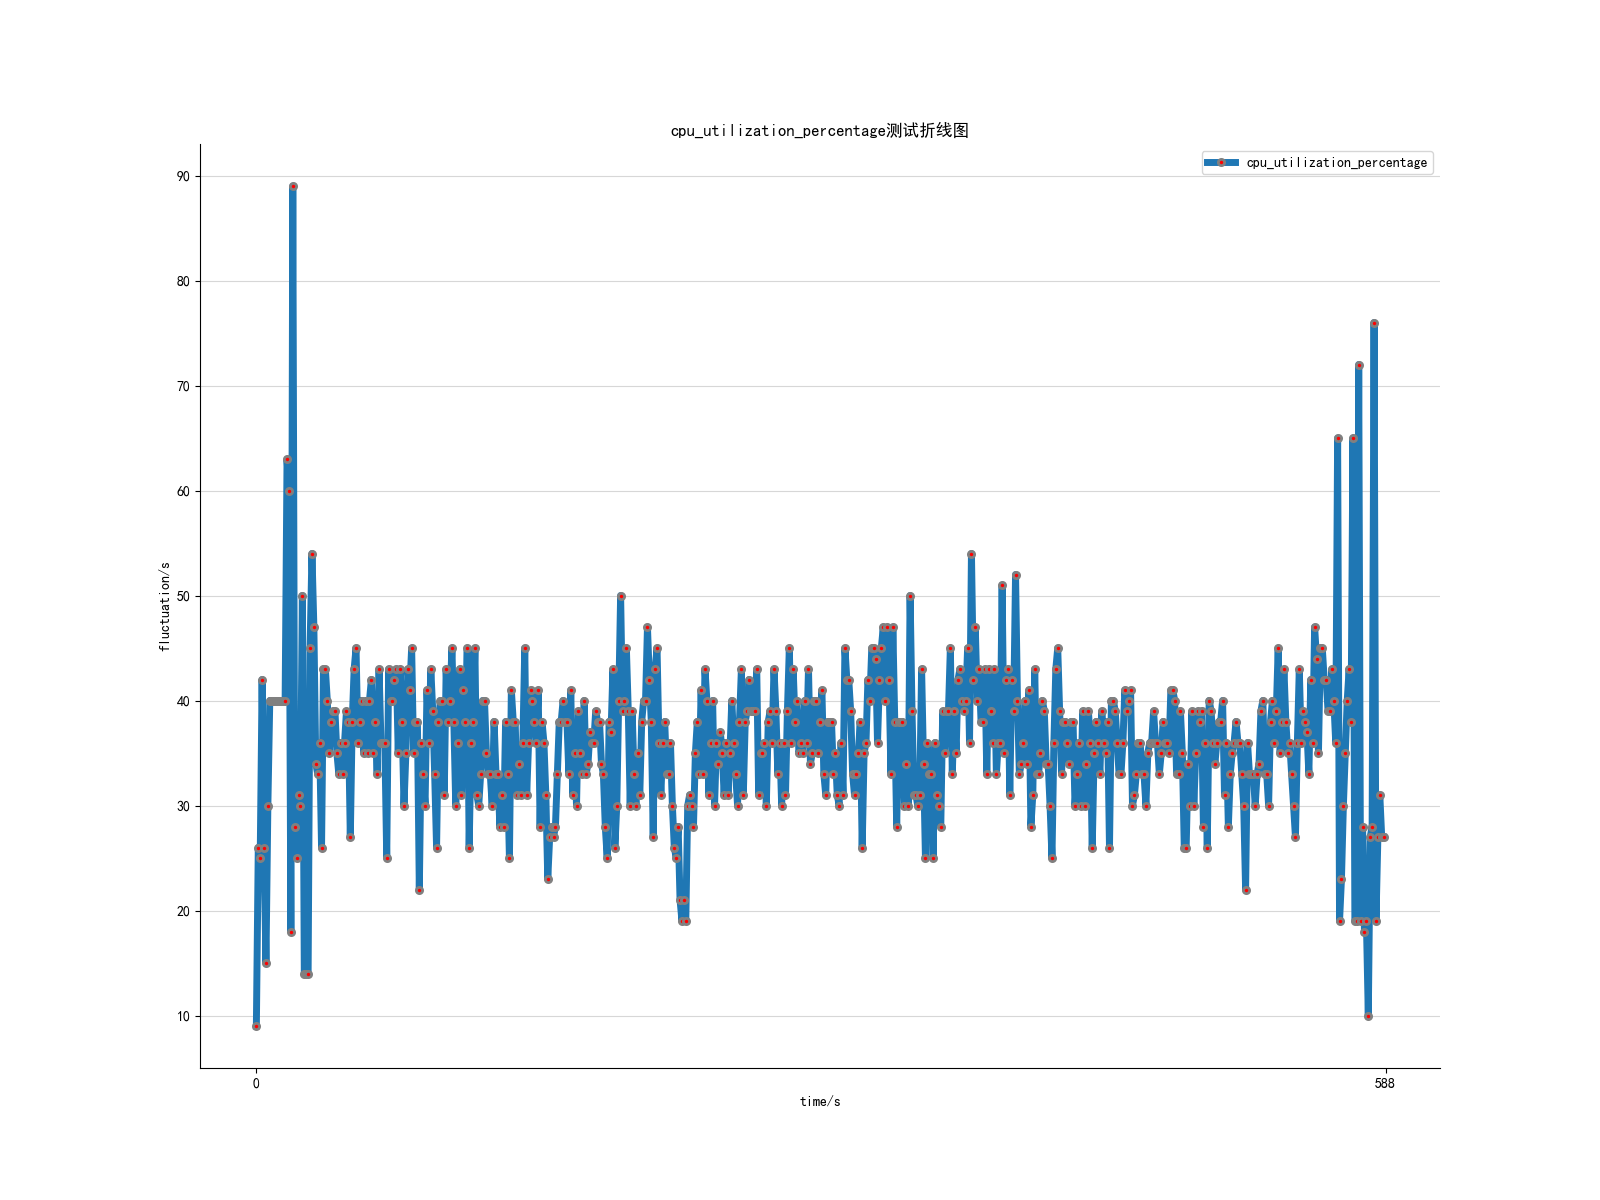 cpu_utilization_percentage测试折线图
cpu_utilization_percentage
90
80
70
60
50
40
30
20
10
fluctuation/s
0
588
time/s